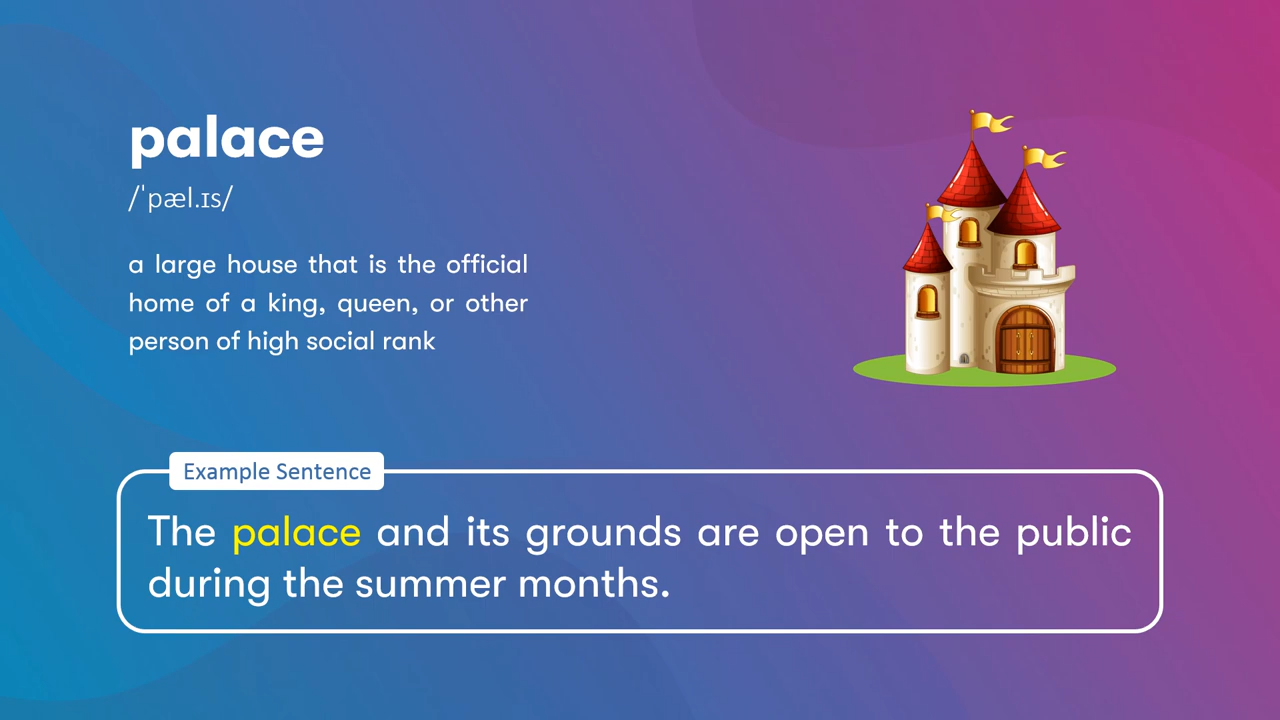 palace
/ˈpæl.ɪs/
a large house that is the official
home of a king, queen, or other
person of high social rank
Example Sentence
The palace and its grounds are open to the public
during the summer months.